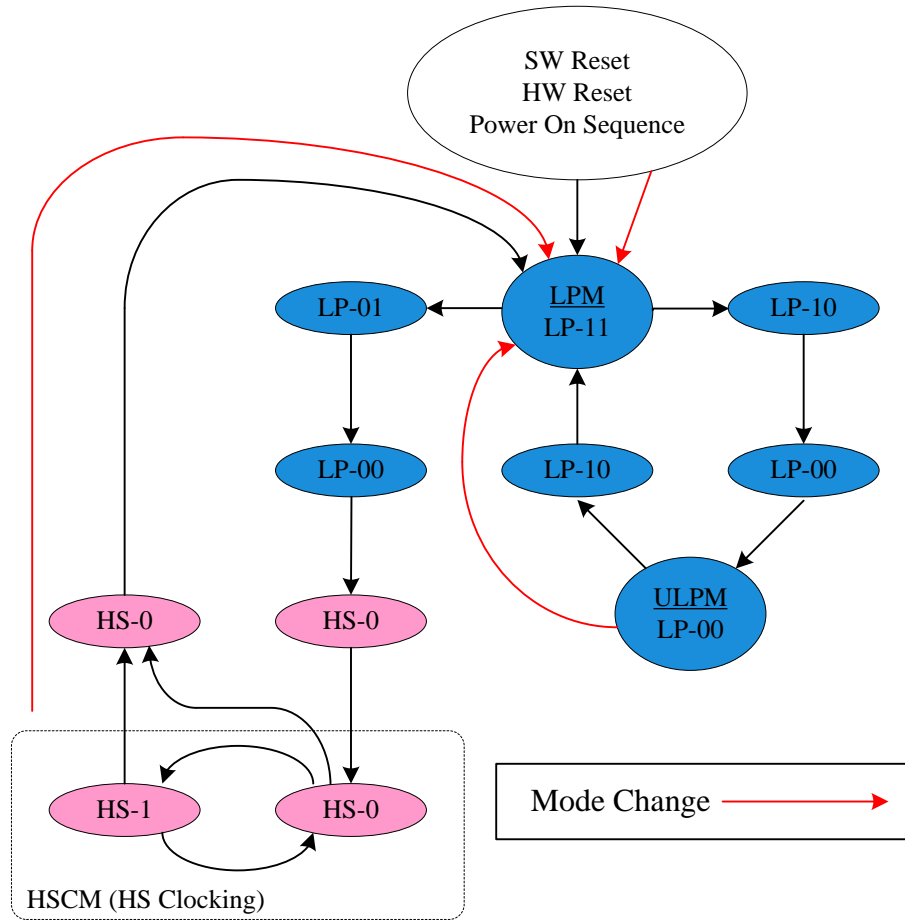 SW Reset
HW Reset
Power On Sequence
LPM
LP-11
LP-01
LP-10
LP-00
LP-10
LP-00
ULPM
LP-00
HS-0
HS-0
HS-1
HS-0
HSCM (HS Clocking)
Mode Change